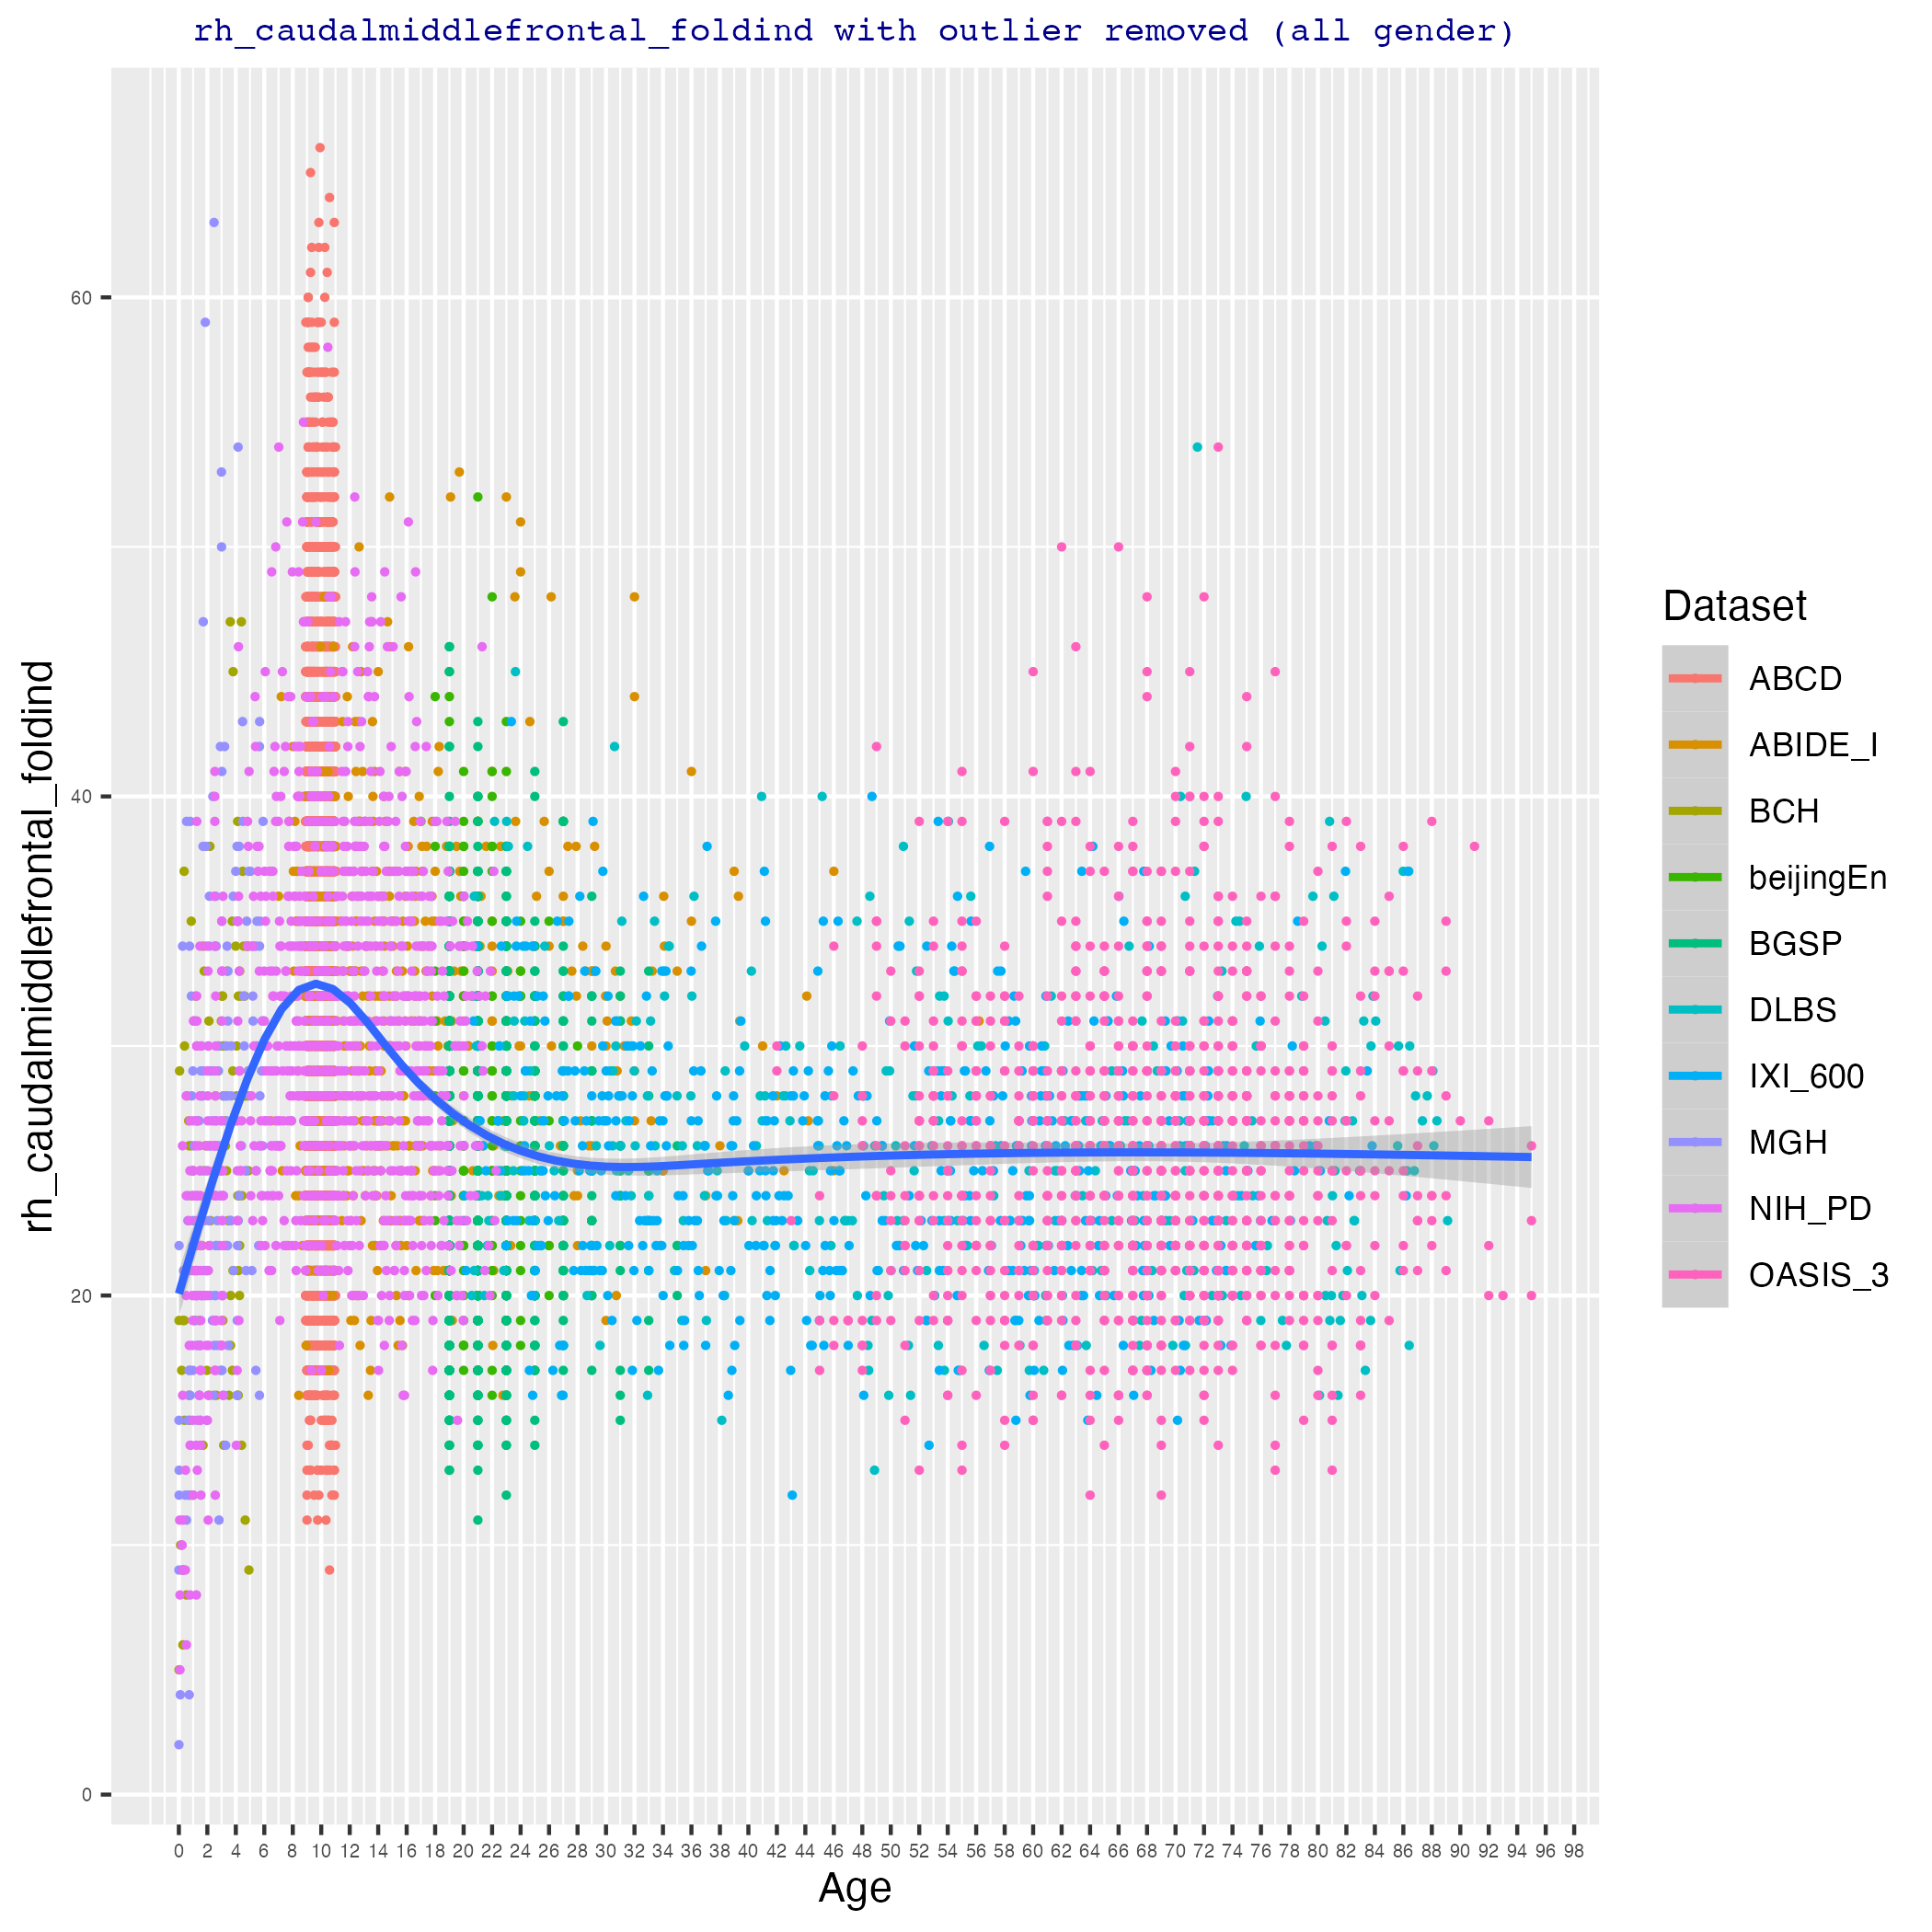 rh_caudalmiddlefrontal_foldind with outlier removed (all gender)
rh_caudalmiddlefrontal_foldind
60
40
20
0
0 2 4 6 8 10 12 14 16 18 20 22 24 26 28 30 32 34 36 38 40 42 44 46 48 50 52 54 56 58 60 62 64 66 68 70 72 74 76 78 80 82 84 86 88 90 92 94 96 98
Age
Dataset
ABCD
ABIDE_I
BCH
beijingEn
BGSP
DLBS
IXI_600
MGH
NIH_PD
OASIS_3